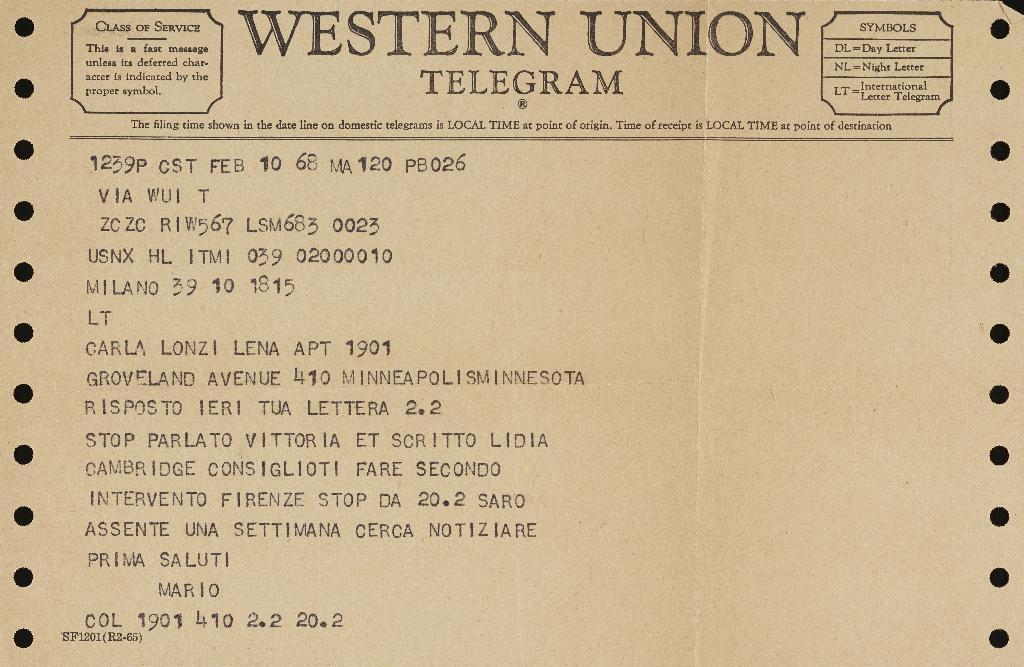 CLASS OF SERVICE
This is a fast message
unless its deferred char-
acter is indicated by the
proper symbol.
WESTERN UNION
TELEGRAM
®
SYMBOLS
DL=Day Letter
NL=Night Letter
LT=International Letter Telegram
The filing time shown in the date line on domestic telegrams is LOCAL TIME at point of origin. Time of receipt is LOCAL TIME at point of destination
1239P CST FEB 10 68 MA120 PB026
VIA WUI T
ZCZC RIW567 LSM683 0023
USNX HL ITMI 039 02000010
MILANO 39 10 1815
LT
CARLA LONZI LENA APT 1901
GROVELAND AVENUE 410 MINNEAPOLISMINNESOTA
RISPOSTO IERI TUA LETTERA 2.2
STOP PARLATO VITTORIA ET SCRITTO LIDIA
CAMBRIDGE CONSIGLIOTI FARE SECONDO
INTERVENTO FIRENZE STOP DA 20.2 SARO
ASSENTE UNA SETTIMANA CERCA NOTIZIARE
PRIMA SALUTI
MARIO
COL 1901 410 2.2 20.2
SF1201(R2-65)